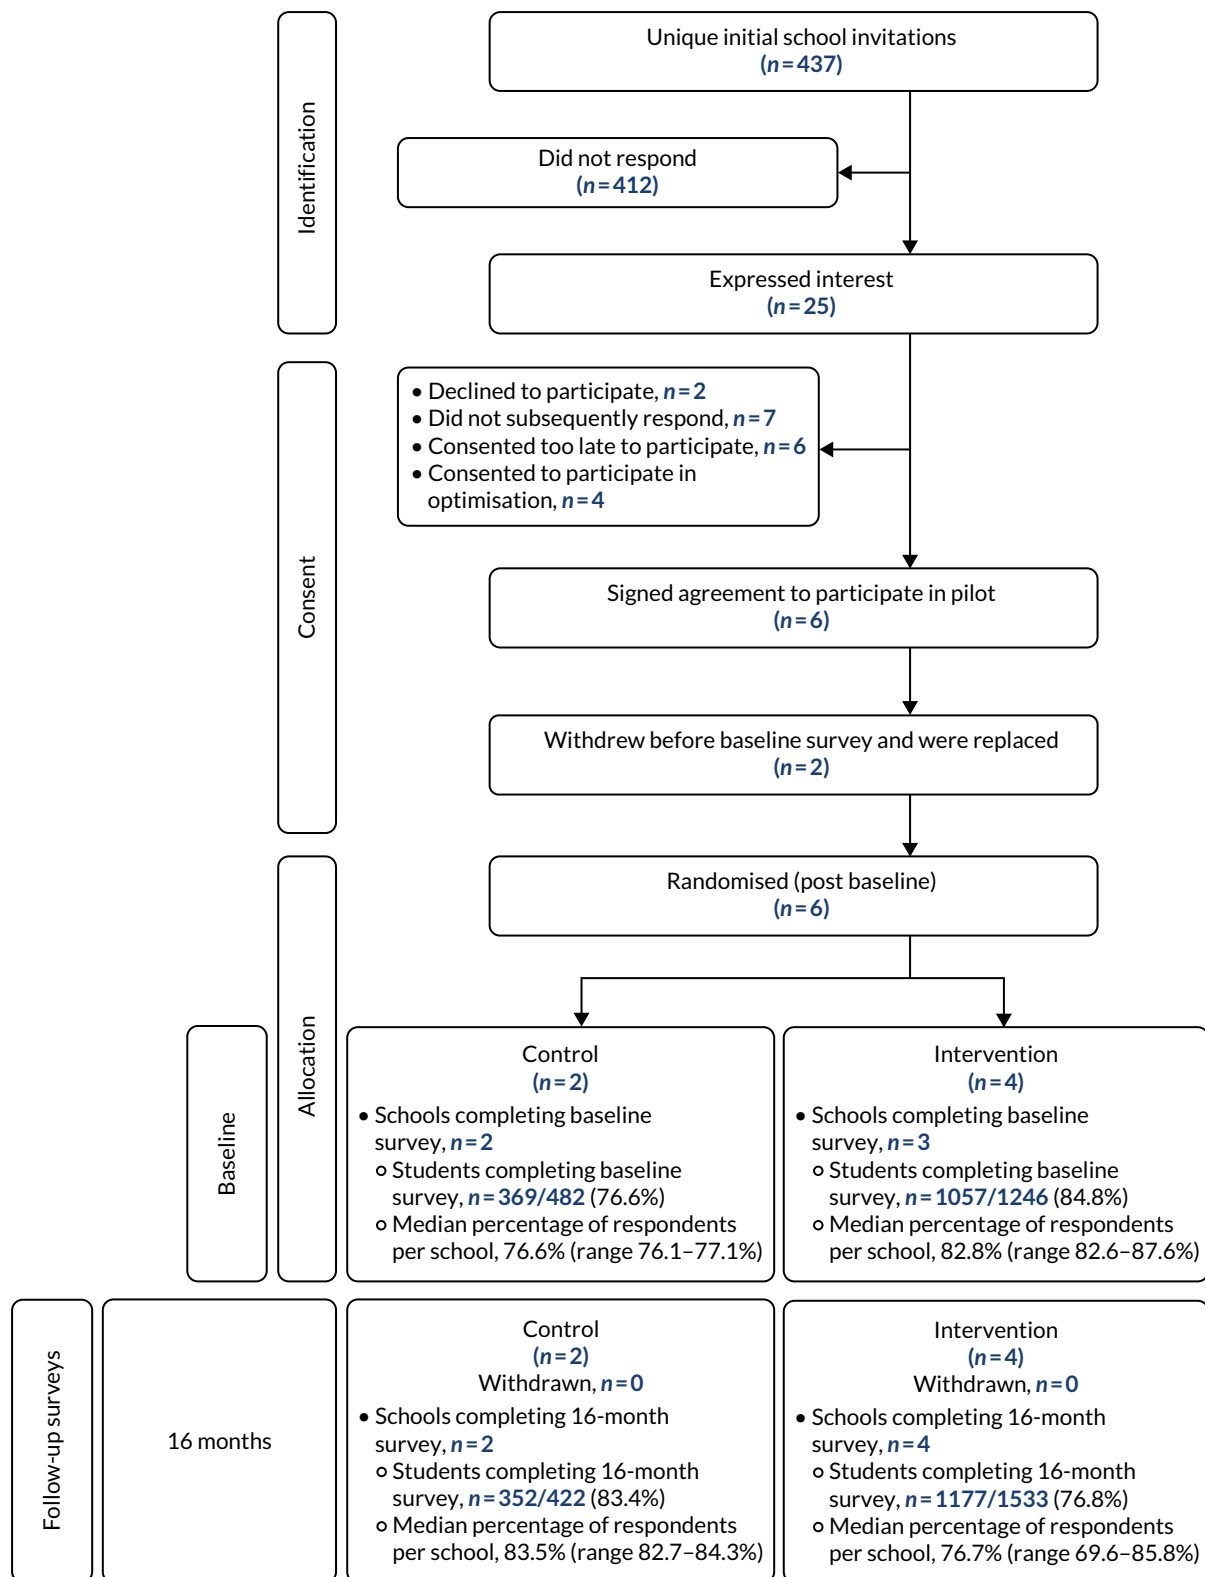 Identification
Unique initial school invitations
(n = 437)
Did not respond
(n = 412)
Expressed interest
(n = 25)
Consent
• Declined to participate, n = 2
• Did not subsequently respond, n = 7
• Consented too late to participate, n = 6
• Consented to participate in
optimisation, n = 4
Signed agreement to participate in pilot
(n = 6)
Withdrew before baseline survey and were replaced
(n = 2)
Allocation
Randomised (post baseline)
(n = 6)
Baseline
Control
(n = 2)
• Schools completing baseline
survey, n = 2
Students completing baseline
survey, n = 369/482 (76.6%)
Median percentage of respondents
per school, 76.6% (range 76.1–77.1%)
Intervention
(n = 4)
• Schools completing baseline
survey, n = 3
Students completing baseline
survey, n = 1057/1246 (84.8%)
Median percentage of respondents
per school, 82.8% (range 82.6–87.6%)
Follow-up surveys
16 months
Control
(n = 2)
Withdrawn, n = 0
• Schools completing 16-month
survey, n = 2
Students completing 16-month
survey, n = 352/422 (83.4%)
Median percentage of respondents
per school, 83.5% (range 82.7–84.3%)
Intervention
(n = 4)
Withdrawn, n = 0
• Schools completing 16-month
survey, n = 4
Students completing 16-month
survey, n = 1177/1533 (76.8%)
Median percentage of respondents
per school, 76.7% (range 69.6–85.8%)